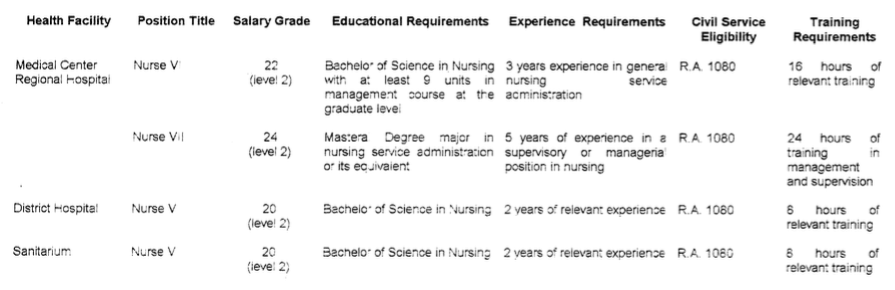 Health Facility Position Title Salary Grade Educational Requirements Experience Requirements Civil Service Training
Eligibility Requirements
Medical Center Nurse VI 22 Bachelor of Science in Nursing 3 years experience in general R.A. 1080 16 hours of
Regional Hospital (level 2) with at least 9 units in nursing service relevant training
management course at the administration
graduate level
Nurse VII 24 Masters Degree major in 5 years of experience in a R.A. 1080 24 hours of
(level 2) nursing service administration supervisory or managerial training in
or its equivalent position in nursing management
and supervision
District Hospital Nurse V 20 Bachelor of Science in Nursing 2 years of relevant experience R.A. 1080 hours of
(level 2) relevant training
Sanitarium Nurse V 20 Bachelor of Science in Nursing 2 years of relevant experience R.A. 1080 hours of
(level 2) relevant training